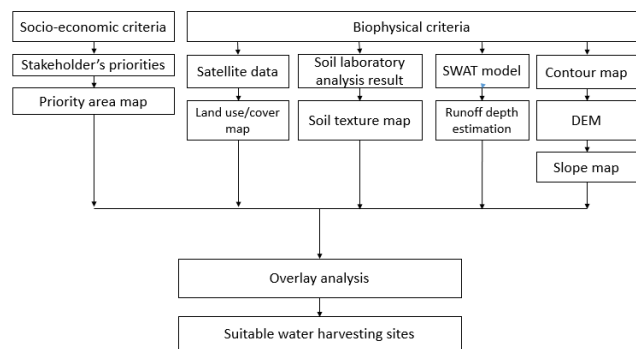 Socio-economic criteria
Biophysical criteria
Stakeholder's priorities
Priority area map
Satellite data
Land use/cover
map
Soil laboratory
analysis result
Soil texture map
SWAT model
Runoff depth
estimation
Contour map
DEM
Slope map
Overlay analysis
Suitable water harvesting sites